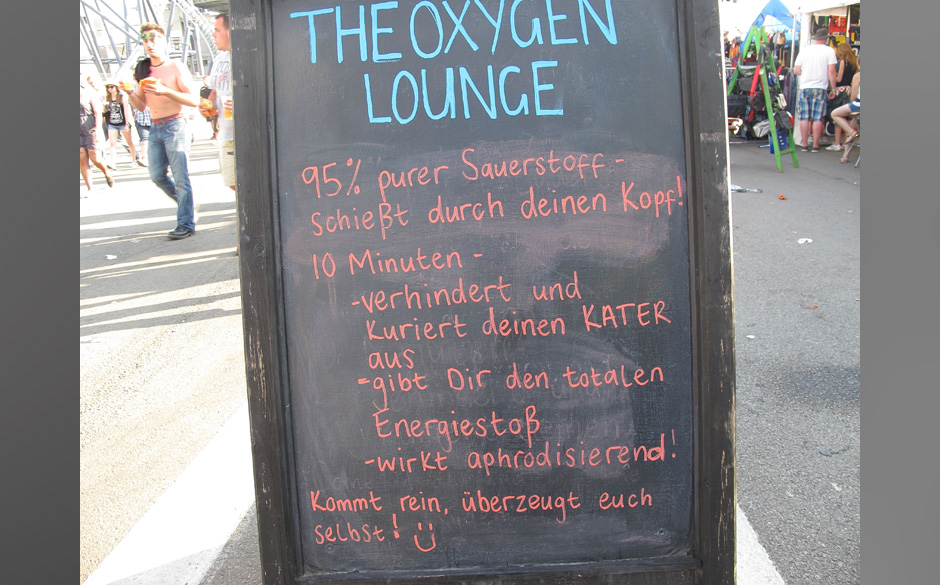 THE OXYGEN
LOUNGE
95% purer Sauerstoff -
schießt durch deinen Kopf!
10 Minuten -
-verhindert und
kuriert deinen KATER
aus
-gibt Dir den totalen
Energiestoß
-wirkt aphrodisierend!
Kommt rein, überzeugt euch
selbst! :)